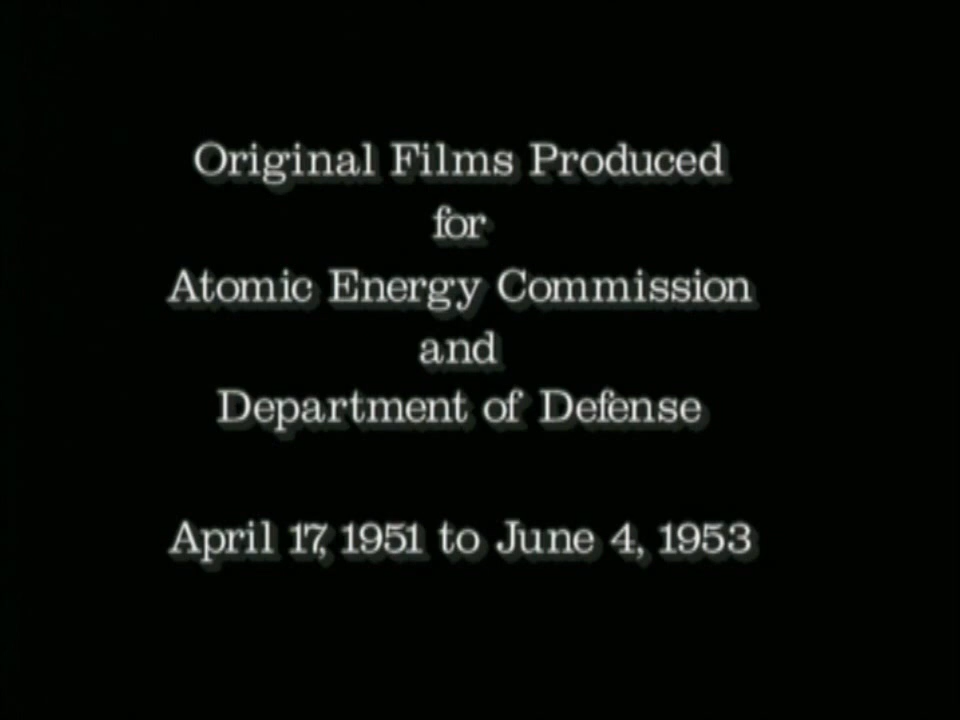 Original Films Produced
for
Atomic Energy Commission
and
Department of Defense
April 17, 1951 to June 4, 1953